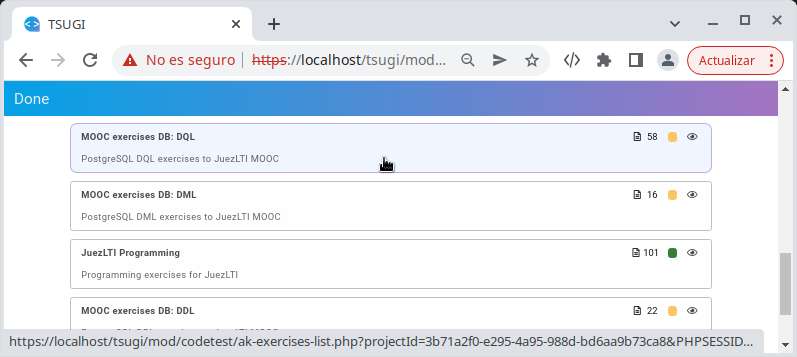 TSUGI
No es seguro
https://localhost/tsugi/mod...
Actualizar
Done
MOOC exercises DB: DQL
58
PostgreSQL DQL exercises to JuezLTI MOOC
MOOC exercises DB: DML
16
PostgreSQL DML exercises to JuezLTI MOOC
JuezLTI Programming
101
Programming exercises for JuezLTI
MOOC exercises DB: DDL
22
https://localhost/tsugi/mod/codetest/ak-exercises-list.php?projectId=3b71a2f0-e295-4a95-988d-bd6aa9b73ca8&PHPSESSID...